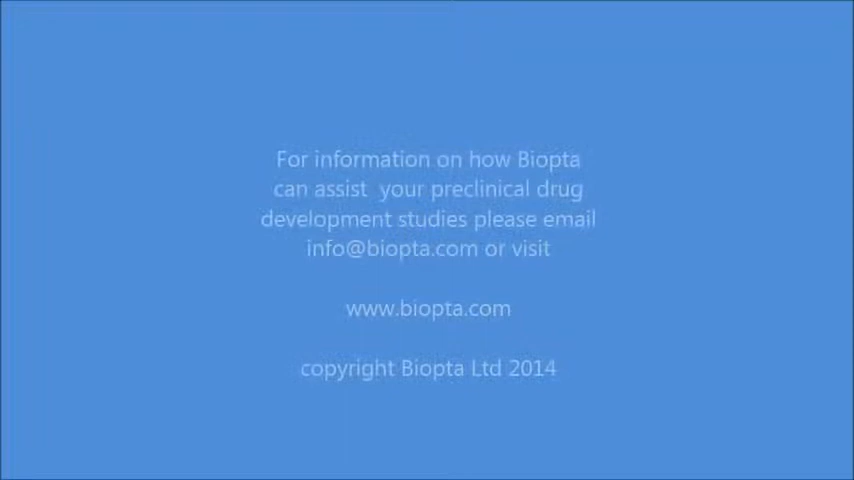 For information on how Biopta
can assist  your preclinical drug
development studies please email
info@biopta.com or visit
www.biopta.com
copyright Biopta Ltd 2014